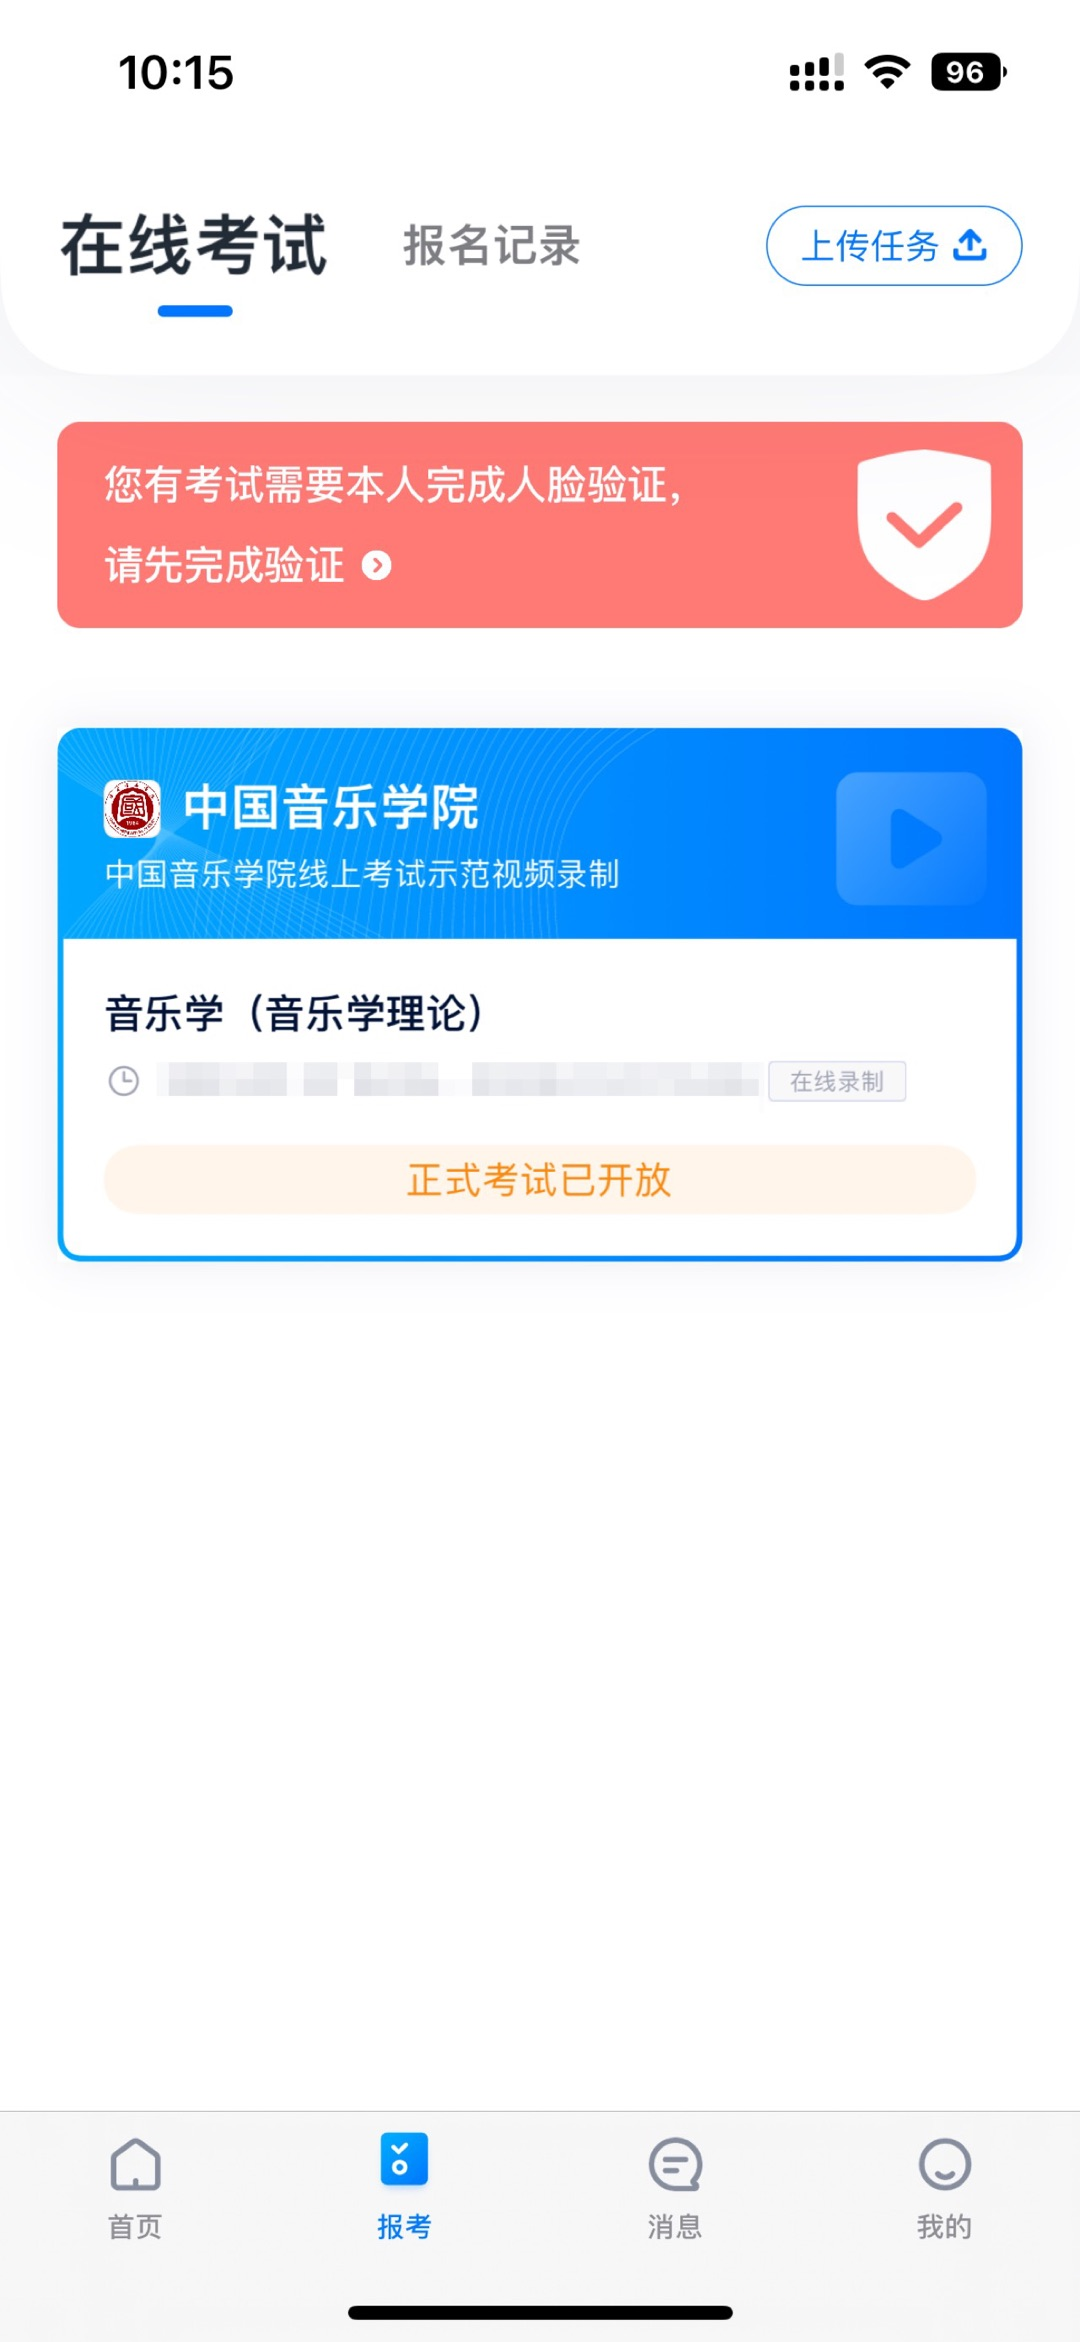 10:15
96
在线考试
报名记录
上传任务
您有考试需要本人完成人脸验证，
请先完成验证
中国音乐学院
中国音乐学院线上考试示范视频录制
音乐学（音乐学理论）
在线录制
正式考试已开放
首页
报考
消息
我的